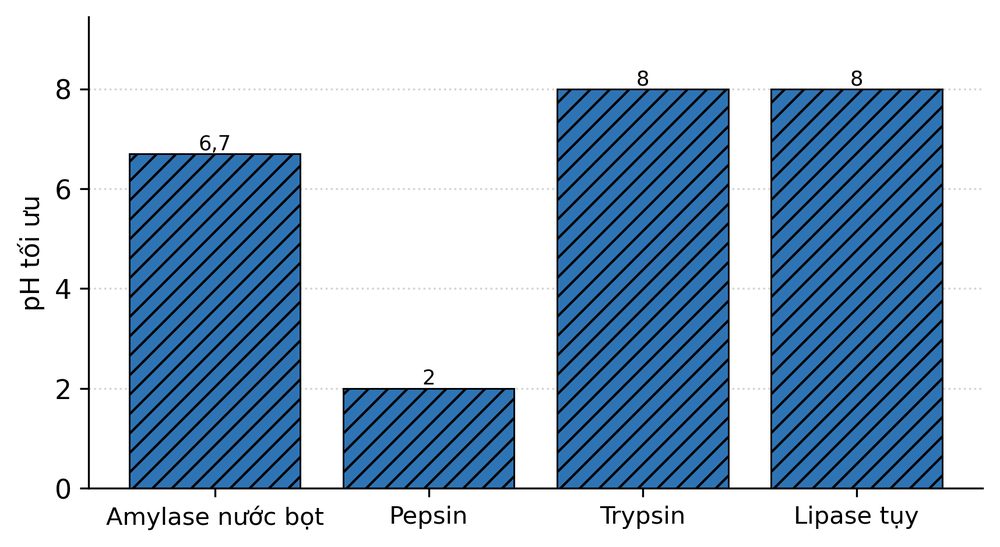 pH tối ưu
8
6
4
2
0
6,7
2
8
8
Amylase nước bọt
Pepsin
Trypsin
Lipase tụy